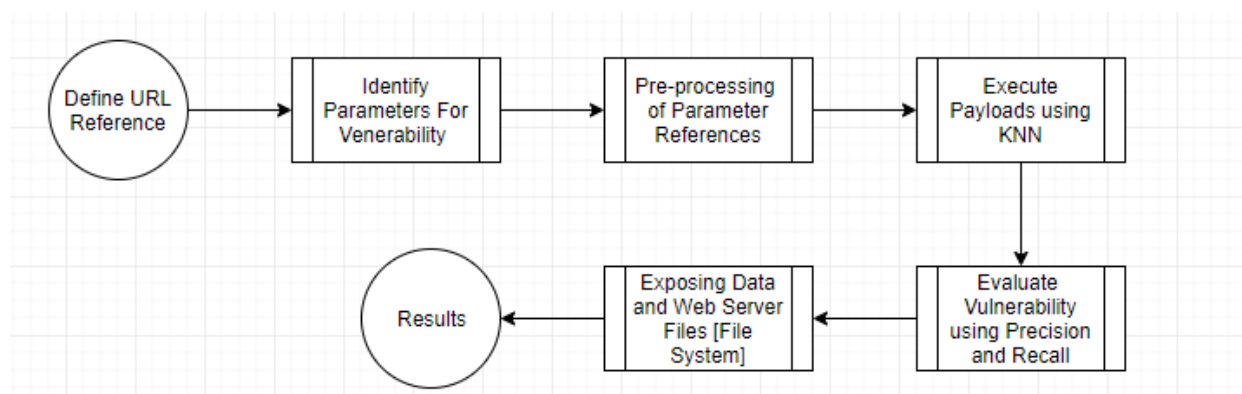 Define URL
Reference
Identify
Parameters For
Venerability
Pre-processing
of Parameter
References
Execute
Payloads using
KNN
Evaluate
Vulnerability
using Precision
and Recall
Exposing Data
and Web Server
Files [File
System]
Results